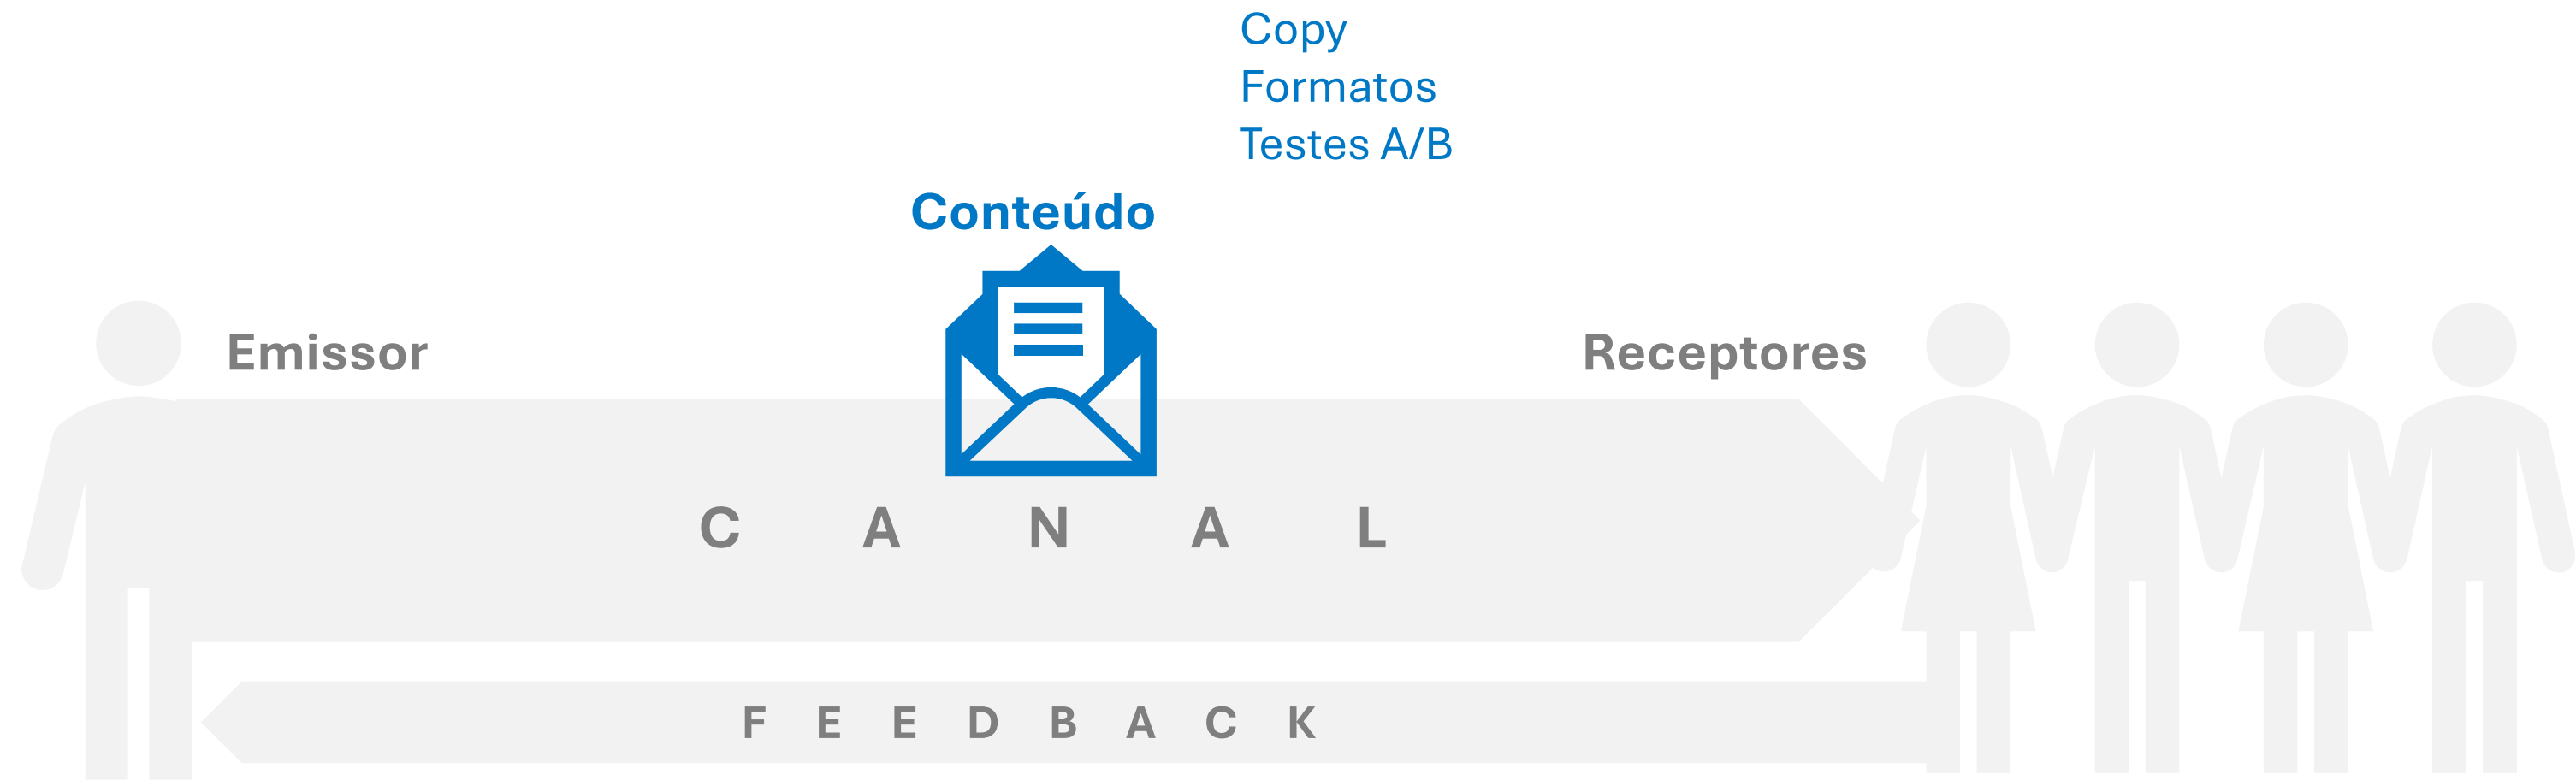 Copy
Formatos
Testes A/B
Conteúdo
Emissor
Receptores
C A N A L
F E E D B A C K